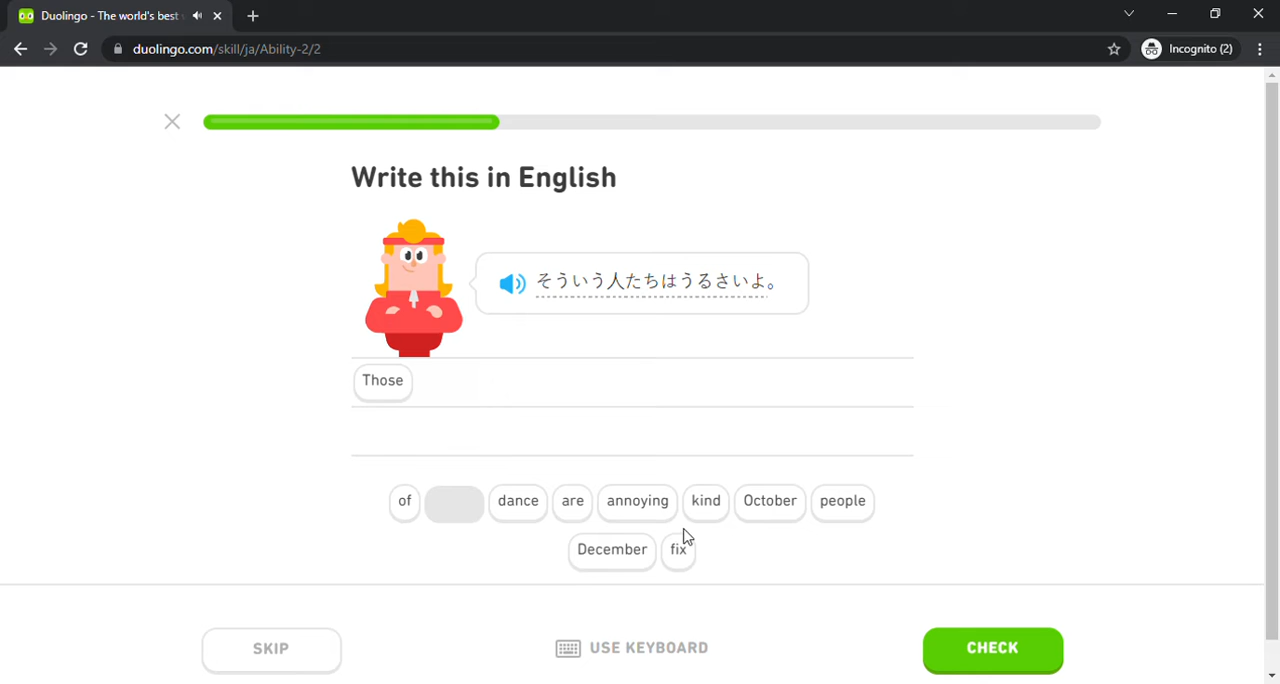 Duolingo - The world's best
duolingo.com/skill/ja/Ability-2/2
Incognito (2)
Write this in English
そういう人たちはうるさいよ。
Those
of dance are annoying kind October people
December fix
SKIP USE KEYBOARD CHECK